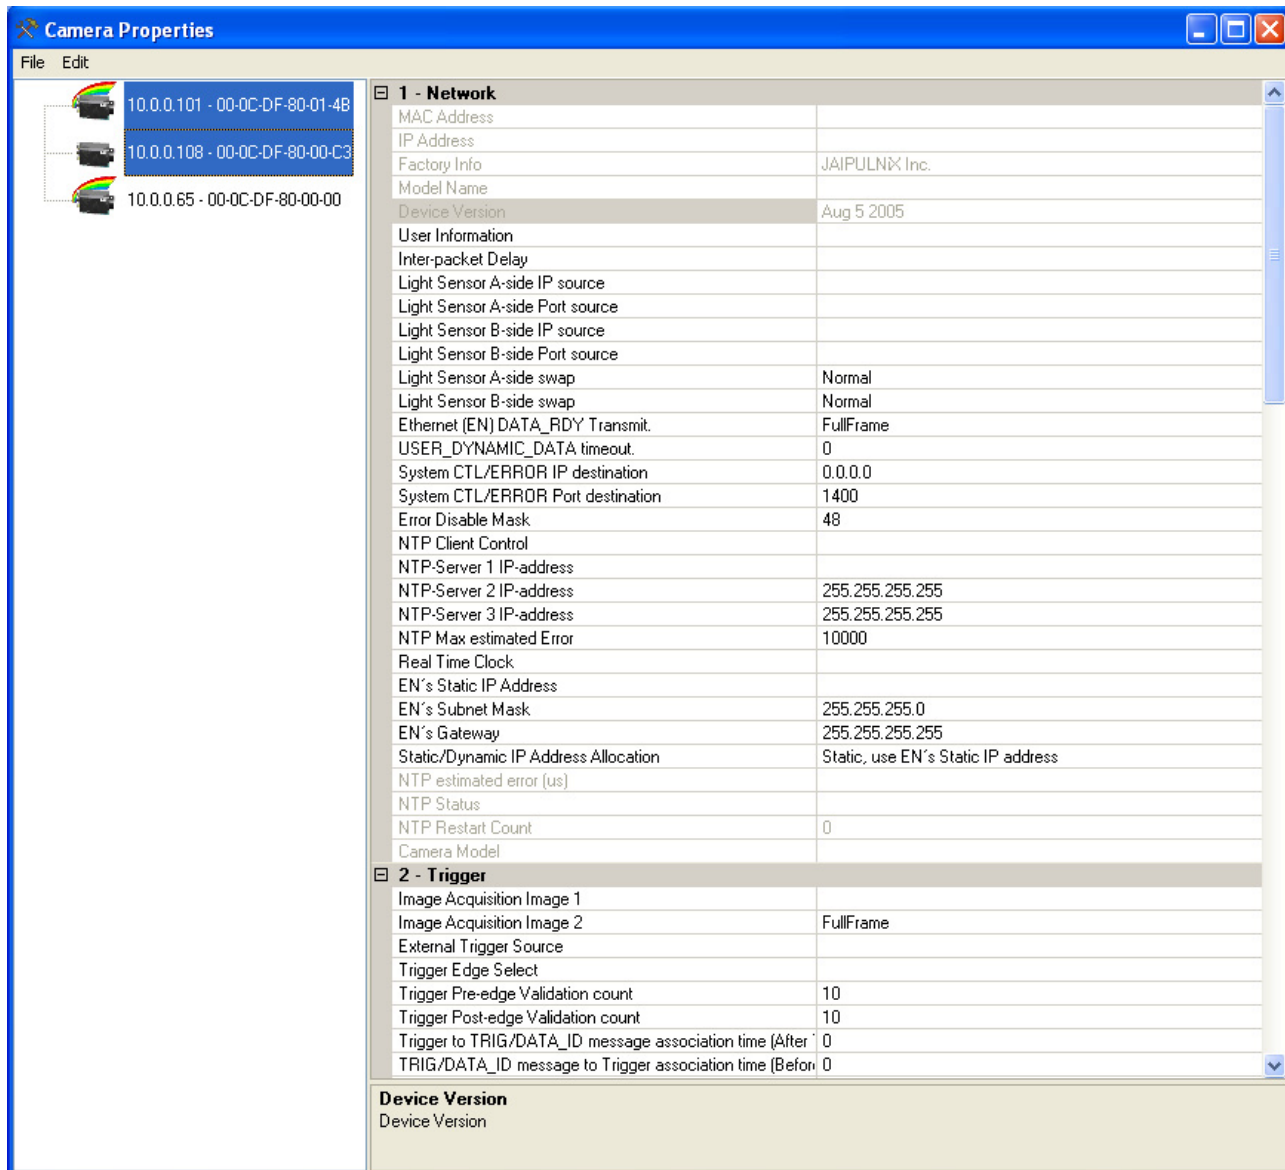 Camera Properties
File Edit
10.0.0.101 - 00-0C-DF-80-01-4B
10.0.0.108 - 00-0C-DF-80-00-C3
10.0.0.65 - 00-0C-DF-80-00-00
1 - Network
MAC Address
IP Address
Factory Info JAIPULNiX Inc.
Model Name
Device Version Aug 5 2005
User Information
Inter-packet Delay
Light Sensor A-side IP source
Light Sensor A-side Port source
Light Sensor B-side IP source
Light Sensor B-side Port source
Light Sensor A-side swap Normal
Light Sensor B-side swap Normal
Ethernet (EN) DATA_RDY Transmit. FullFrame
USER_DYNAMIC_DATA timeout. 0
System CTL/ERROR IP destination 0.0.0.0
System CTL/ERROR Port destination 1400
Error Disable Mask 48
NTP Client Control
NTP-Server 1 IP-address
NTP-Server 2 IP-address 255.255.255.255
NTP-Server 3 IP-address 255.255.255.255
NTP Max estimated Error 10000
Real Time Clock
EN´s Static IP Address
EN´s Subnet Mask 255.255.255.0
EN´s Gateway 255.255.255.255
Static/Dynamic IP Address Allocation Static, use EN´s Static IP address
NTP estimated error (us)
NTP Status
NTP Restart Count 0
Camera Model
2 - Trigger
Image Acquisition Image 1
Image Acquisition Image 2 FullFrame
External Trigger Source
Trigger Edge Select
Trigger Pre-edge Validation count 10
Trigger Post-edge Validation count 10
Trigger to TRIG/DATA_ID message association time (After 0
TRIG/DATA_ID message to Trigger association time (Befor 0
Device Version
Device Version